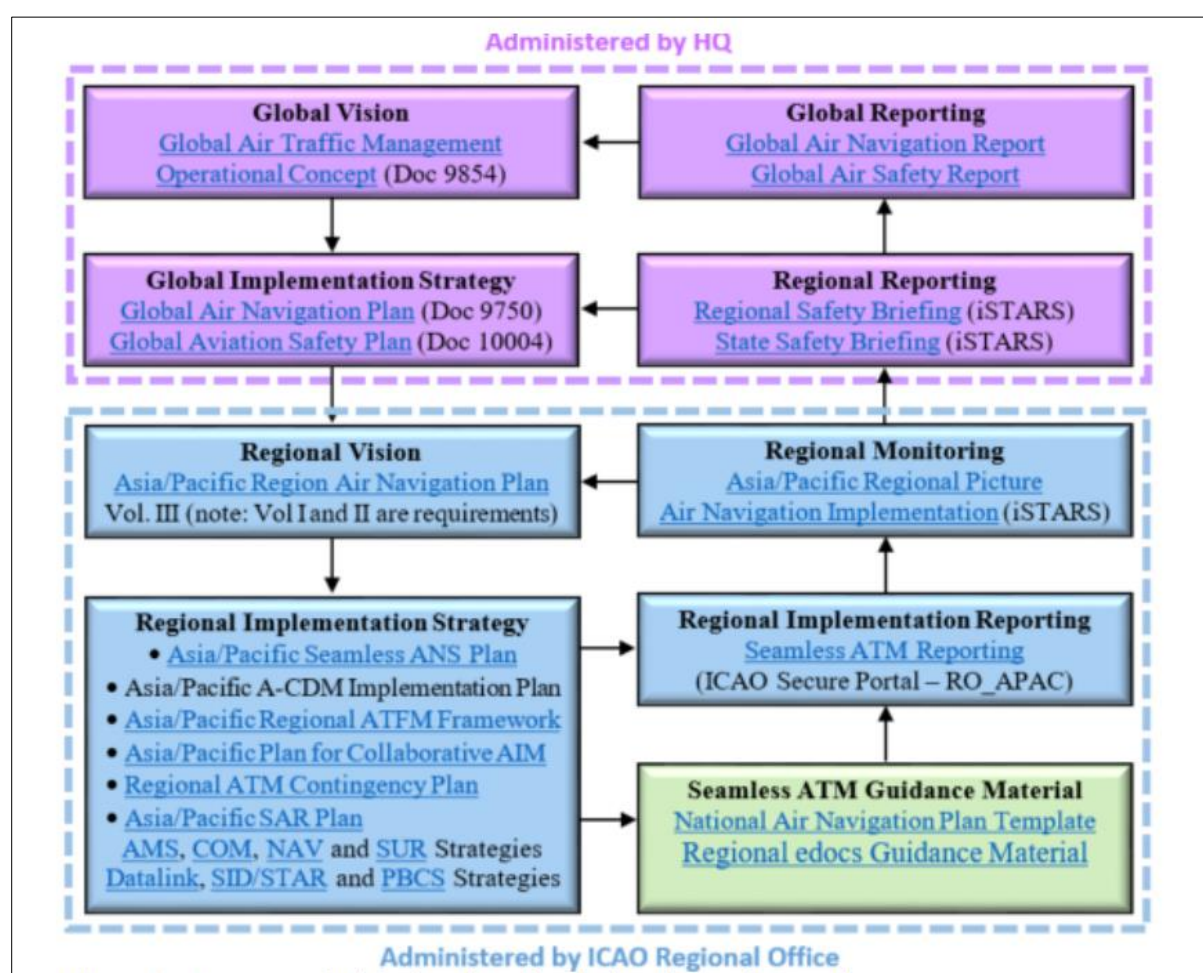 Administered by HQ
Global Vision
Global Air Traffic Management
Operational Concept (Doc 9854)
Global Reporting
Global Air Navigation Report
Global Air Safety Report
Global Implementation Strategy
Global Air Navigation Plan (Doc 9750)
Global Aviation Safety Plan (Doc 10004)
Regional Reporting
Regional Safety Briefing (iSTARS)
State Safety Briefing (iSTARS)
Regional Vision
Asia/Pacific Region Air Navigation Plan
Vol. III (note: Vol I and II are requirements)
Regional Monitoring
Asia/Pacific Regional Picture
Air Navigation Implementation (iSTARS)
Regional Implementation Strategy
• Asia/Pacific Seamless ANS Plan
• Asia/Pacific A-CDM Implementation Plan
• Asia/Pacific Regional ATFM Framework
• Asia/Pacific Plan for Collaborative AIM
• Regional ATM Contingency Plan
• Asia/Pacific SAR Plan
AMS, COM, NAV and SUR Strategies
Datalink, SID/STAR and PBCS Strategies
Regional Implementation Reporting
Seamless ATM Reporting
(ICAO Secure Portal – RO_APAC)
Seamless ATM Guidance Material
National Air Navigation Plan Template
Regional edocs Guidance Material
Administered by ICAO Regional Office